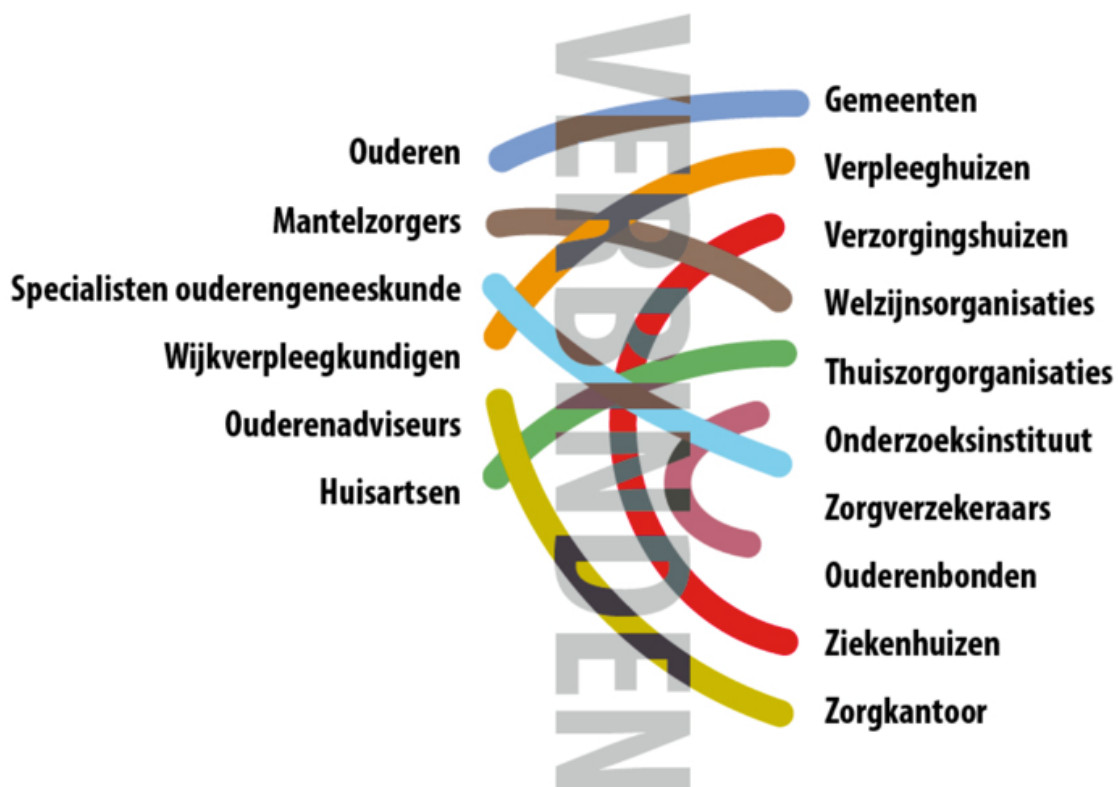 VERBINDEN
Ouderen
Mantelzorgers
Specialisten ouderengeneeskunde
Wijkverpleegkundigen
Ouderenadviseurs
Huisartsen
Gemeenten
Verpleeghuizen
Verzorgingshuizen
Welzijnsorganisaties
Thuiszorgorganisaties
Onderzoeksinstituut
Zorgverzekeraars
Ouderenbonden
Ziekenhuizen
Zorgkantoor